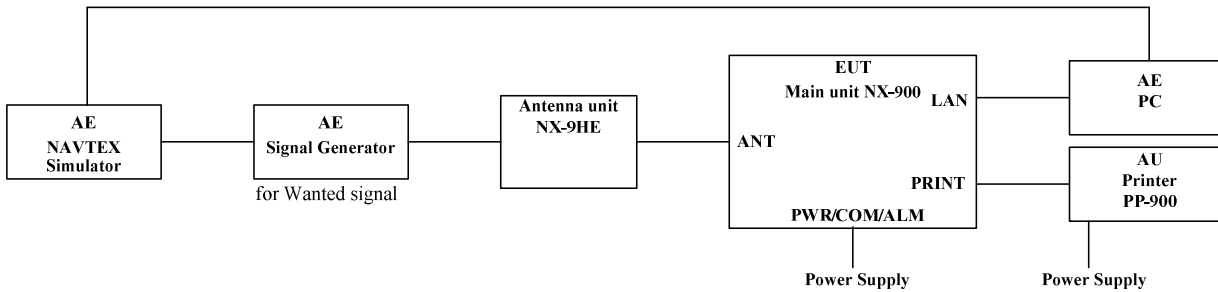 AE
NAVTEX
Simulator
AE
Signal Generator
for Wanted signal
Antenna unit
NX-9HE
EUT
Main unit NX-900
LAN
ANT
PRINT
PWR/COM/ALM
Power Supply
AE
PC
AU
Printer
PP-900
Power Supply